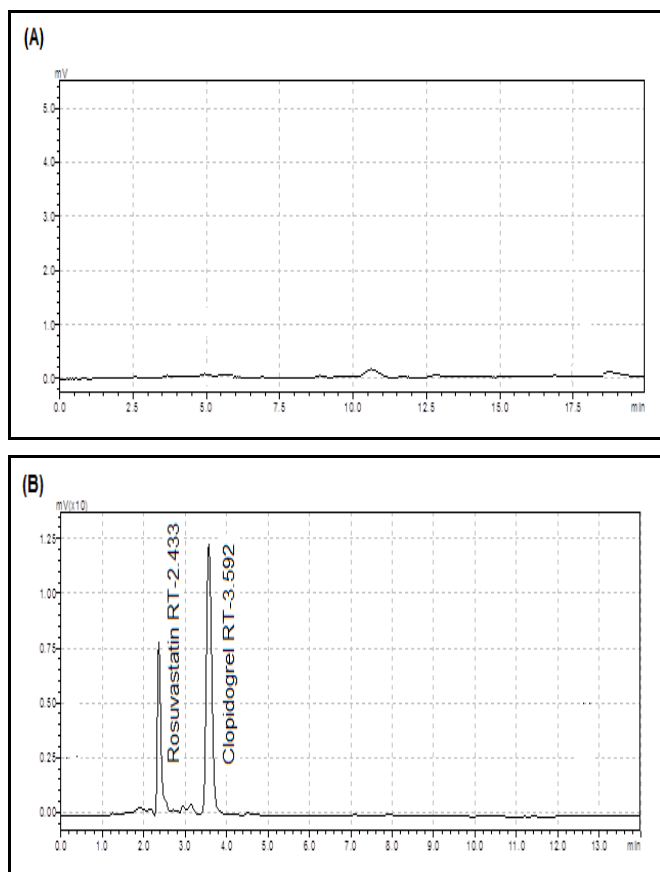 (A)
mV
5.0
4.0
3.0
2.0
1.0
0.0
0.0 2.5 5.0 7.5 10.0 12.5 15.0 17.5 min
(B)
mV(x10)
1.25
1.00
0.75
0.50
0.25
0.00
Rosuvastatin RT-2.433
Clopidogrel RT-3.592
0.0 1.0 2.0 3.0 4.0 5.0 6.0 7.0 8.0 9.0 10.0 11.0 12.0 13.0 min